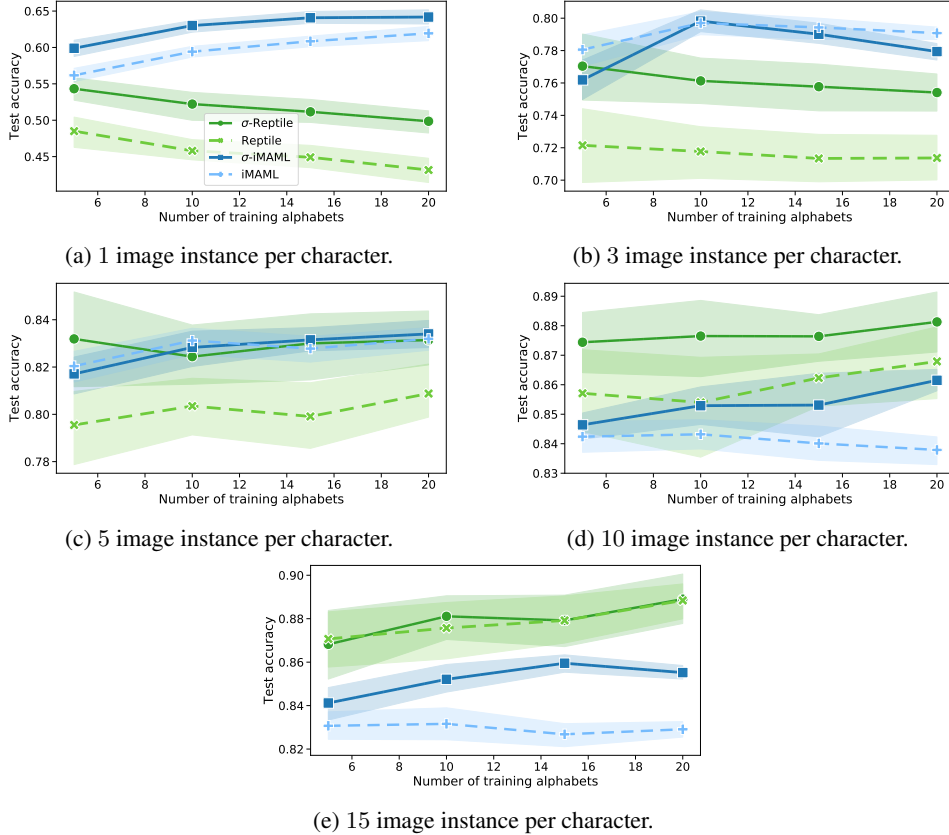 Test accuracy
0.65
0.60
0.55
0.50
0.45
6 8 10 12 14 16 18 20
Number of training alphabets
σ-Reptile
Reptile
σ-iMAML
iMAML
(a) 1 image instance per character.
Test accuracy
0.80
0.78
0.76
0.74
0.72
0.70
6 8 10 12 14 16 18 20
Number of training alphabets
(b) 3 image instance per character.
Test accuracy
0.84
0.82
0.80
0.78
6 8 10 12 14 16 18 20
Number of training alphabets
(c) 5 image instance per character.
Test accuracy
0.89
0.88
0.87
0.86
0.85
0.84
0.83
6 8 10 12 14 16 18 20
Number of training alphabets
(d) 10 image instance per character.
Test accuracy
0.90
0.88
0.86
0.84
0.82
6 8 10 12 14 16 18 20
Number of training alphabets
(e) 15 image instance per character.